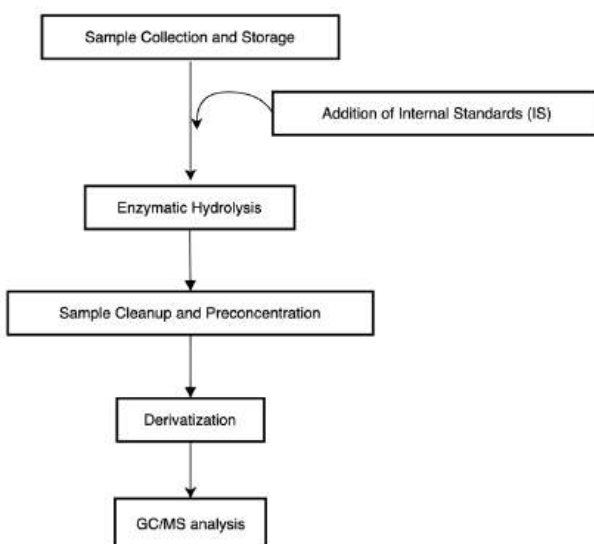 Sample Collection and Storage
Addition of Internal Standards (IS)
Enzymatic Hydrolysis
Sample Cleanup and Preconcentration
Derivatization
GC/MS analysis